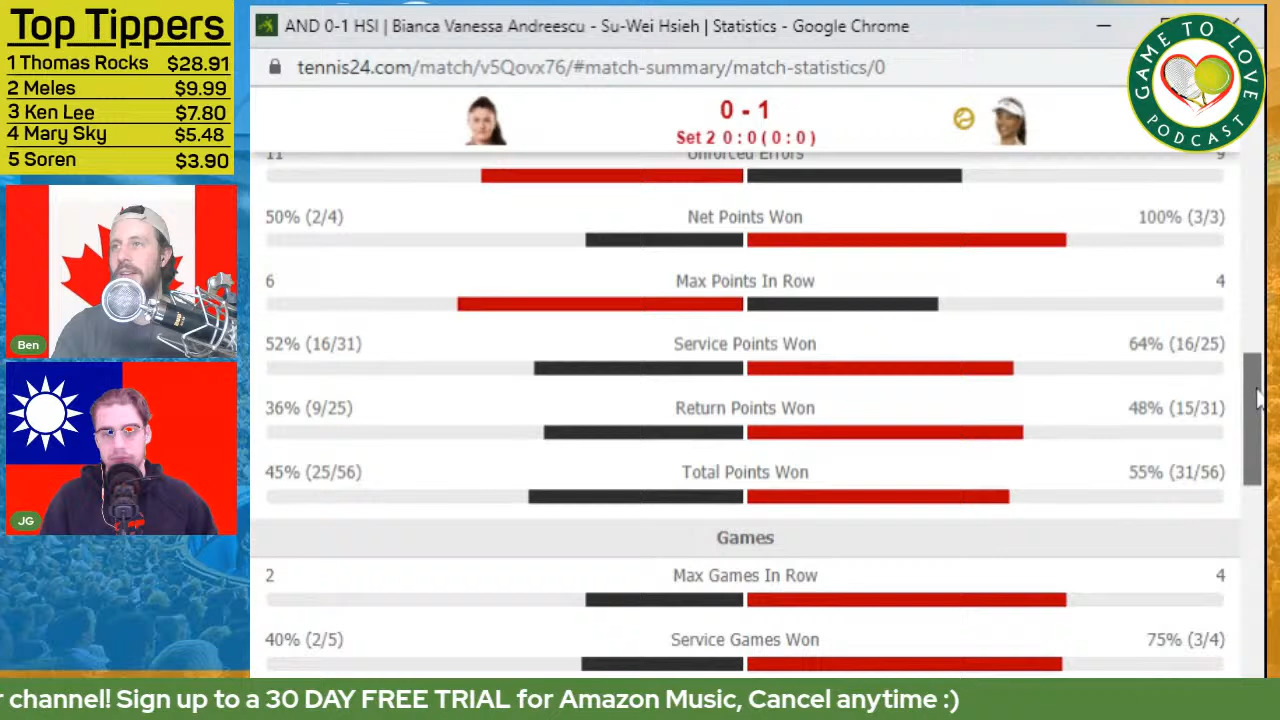 Top Tippers
1 Thomas Rocks $28.91
2 Meles $9.99
3 Ken Lee $7.80
4 Mary Sky $5.48
5 Soren $3.90
Ben
JG
AND 0-1 HSI | Bianca Vanessa Andreescu - Su-Wei Hsieh | Statistics - Google Chrome
tennis24.com/match/v5Qovx76/#match-summary/match-statistics/0
GAME TO LOVE
PODCAST
0 - 1
Set 2 0 : 0 ( 0 : 0 )
11 Unforced Errors 9
50% (2/4) Net Points Won 100% (3/3)
6 Max Points In Row 4
52% (16/31) Service Points Won 64% (16/25)
36% (9/25) Return Points Won 48% (15/31)
45% (25/56) Total Points Won 55% (31/56)
Games
2 Max Games In Row 4
40% (2/5) Service Games Won 75% (3/4)
r channel! Sign up to a 30 DAY FREE TRIAL for Amazon Music, Cancel anytime :)